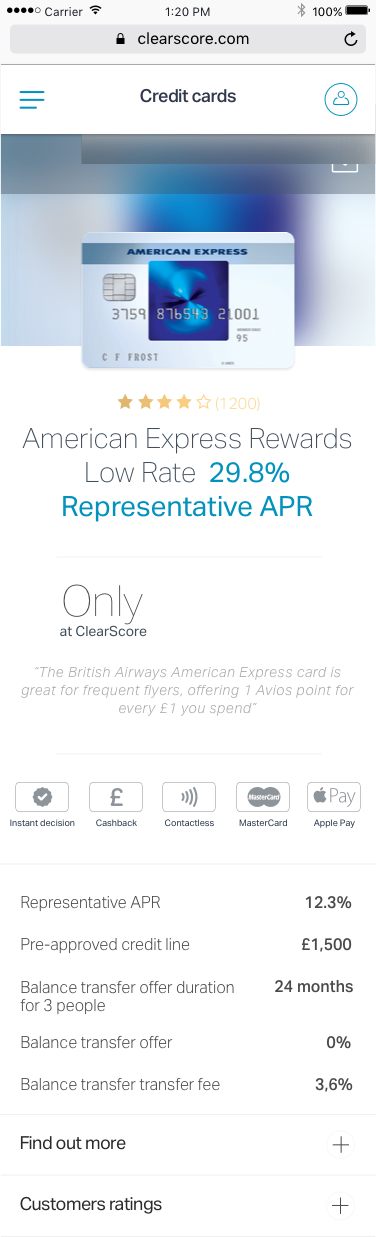 Carrier 1:20 PM 100%
clearscore.com
Credit cards
AMERICAN EXPRESS
3759 876543 21001
95
C F FROST
(1200)
American Express Rewards
Low Rate 29.8%
Representative APR
Only
at ClearScore
“The British Airways American Express card is
great for frequent flyers, offering 1 Avios point for
every £1 you spend”
£ MasterCard Pay
Instant decision Cashback Contactless MasterCard Apple Pay
Representative APR 12.3%
Pre-approved credit line £1,500
Balance transfer offer duration 24 months
for 3 people
Balance transfer offer 0%
Balance transfer transfer fee 3,6%
Find out more
Customers ratings